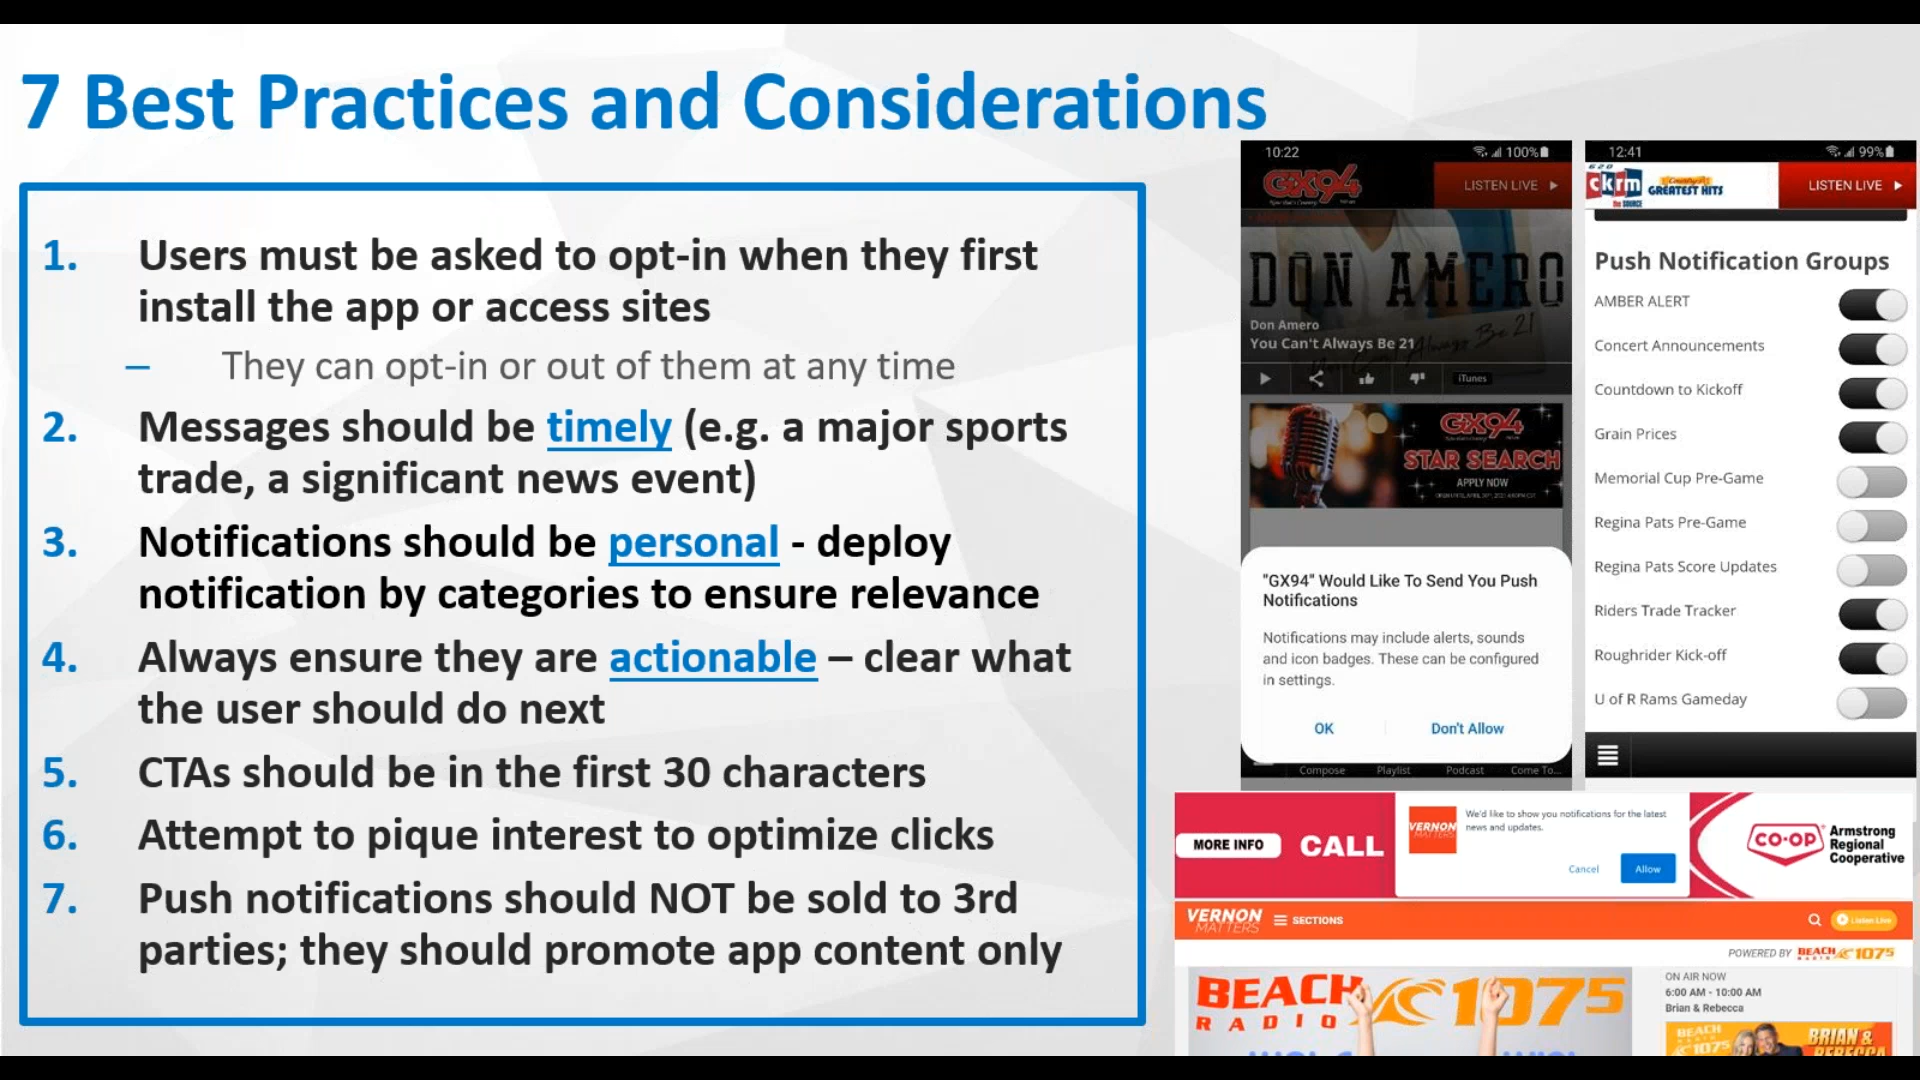 7 Best Practices and Considerations
1. Users must be asked to opt-in when they first
install the app or access sites
– They can opt-in or out of them at any time
2. Messages should be timely (e.g. a major sports
trade, a significant news event)
3. Notifications should be personal - deploy
notification by categories to ensure relevance
4. Always ensure they are actionable – clear what
the user should do next
5. CTAs should be in the first 30 characters
6. Attempt to pique interest to optimize clicks
7. Push notifications should NOT be sold to 3rd
parties; they should promote app content only
10:22 100%
GX94
LISTEN LIVE
DON AMERO
Don Amero
You Can't Always Be 21
iTunes
GX94
STAR SEARCH
APPLY NOW
"GX94" Would Like To Send You Push
Notifications
Notifications may include alerts, sounds
and icon badges. These can be configured
in settings.
OK Don't Allow
Compose Playlist Podcast Come To...
12:41 99%
620
ckrm
the SOURCE
Country's
GREATEST HITS
LISTEN LIVE
Push Notification Groups
AMBER ALERT
Concert Announcements
Countdown to Kickoff
Grain Prices
Memorial Cup Pre-Game
Regina Pats Pre-Game
Regina Pats Score Updates
Riders Trade Tracker
Roughrider Kick-off
U of R Rams Gameday
MORE INFO
CALL
VERNON
MATTERS
We'd like to show you notifications for the latest
news and updates.
Cancel Allow
CO-OP
Armstrong
Regional
Cooperative
VERNON
MATTERS
SECTIONS
Listen Live
POWERED BY BEACH RADIO 1075
BEACH 1075
RADIO
ON AIR NOW
6:00 AM - 10:00 AM
Brian & Rebecca
BEACH
1075
BRIAN &
REBECCA